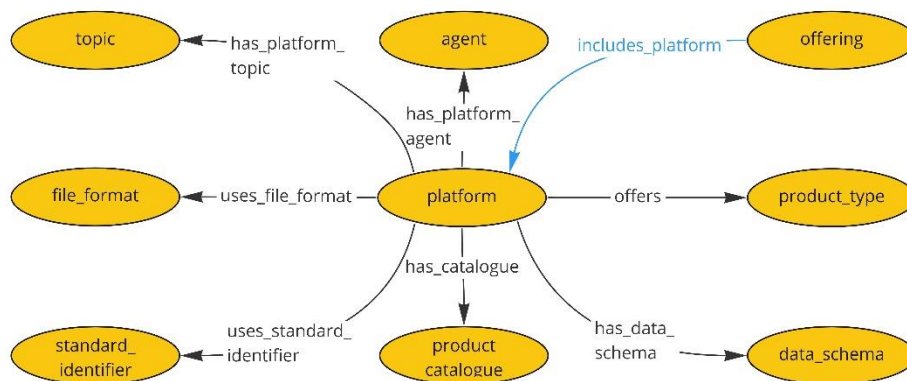 topic
has_platform_
topic
agent
includes_platform
offering
has_platform_
agent
file_format
uses_file_format
platform
offers
product_type
has_catalogue
standard_
identifier
uses_standard_
identifier
product_
catalogue
has_data_
schema
data_schema